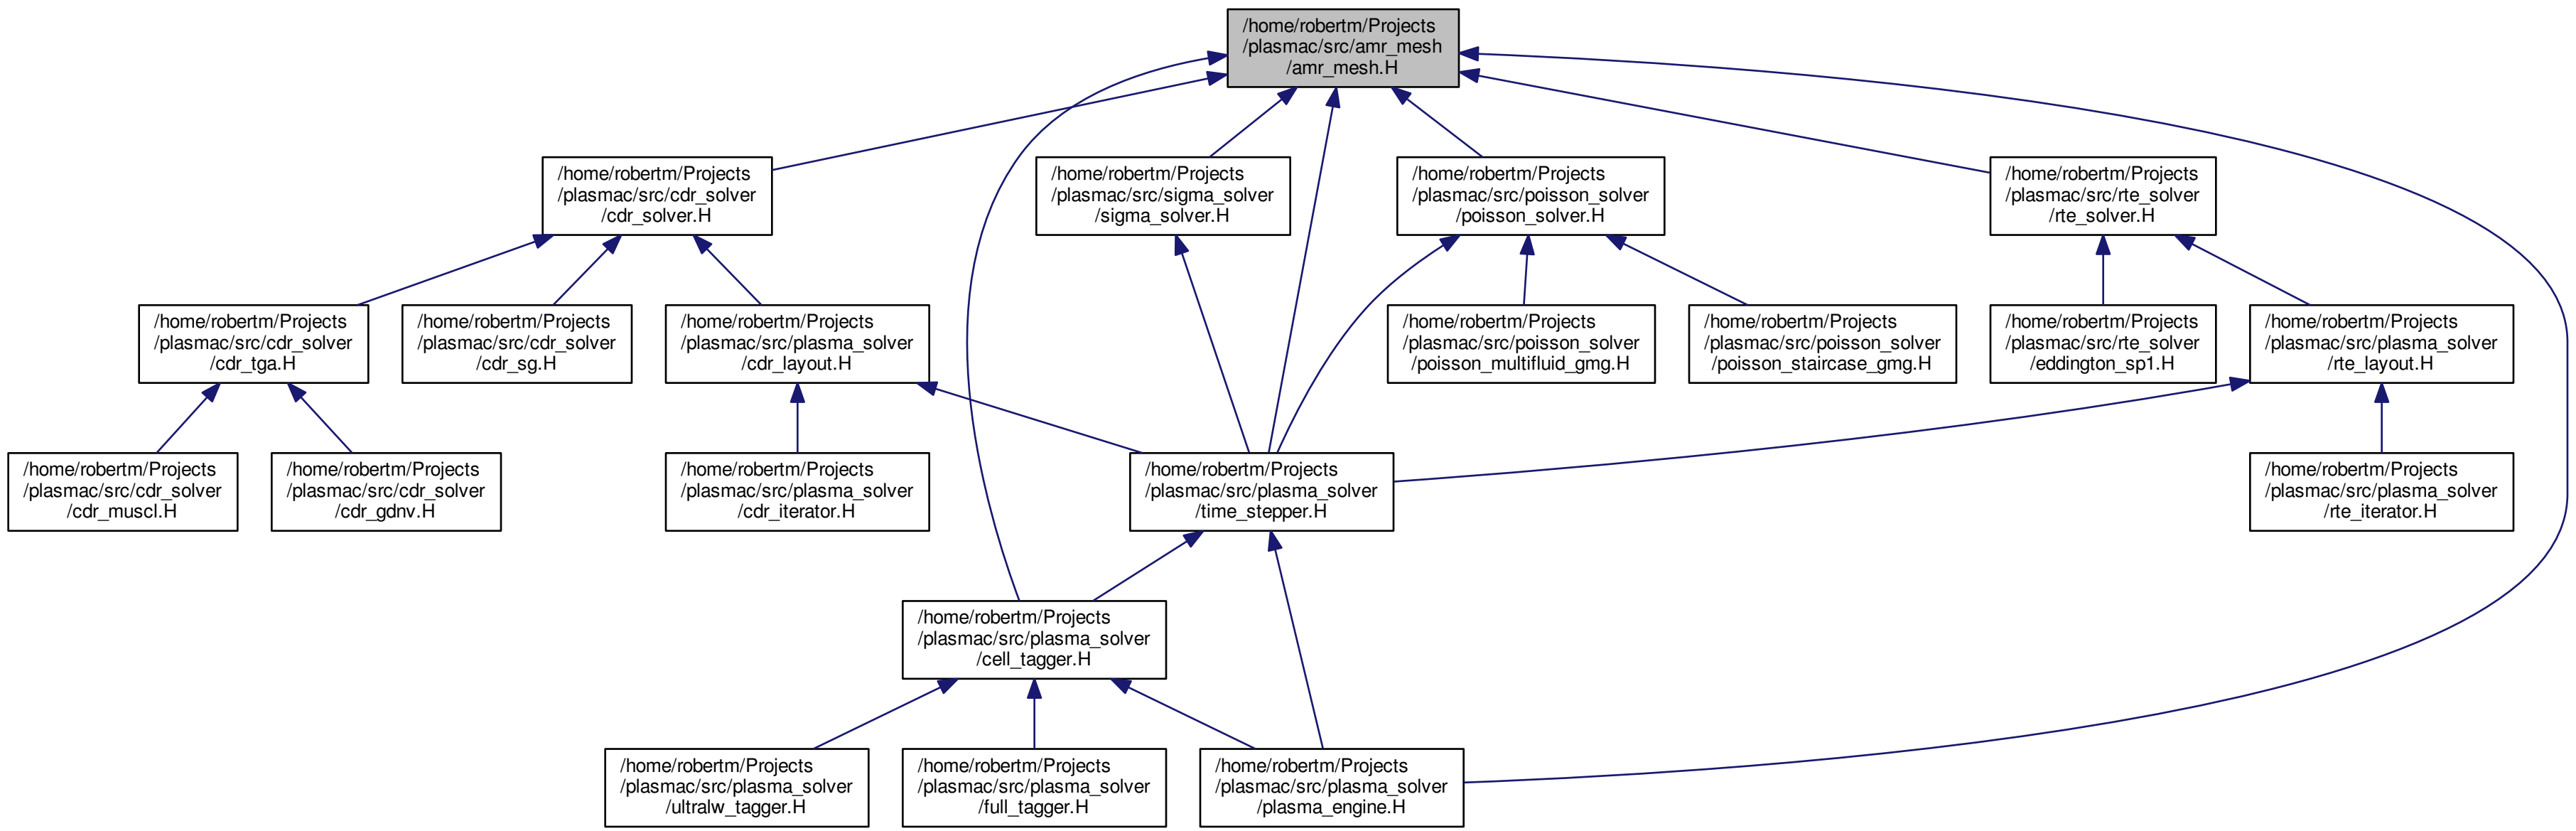 /home/robertm/Projects
/plasmac/src/amr_mesh
/amr_mesh.H
/home/robertm/Projects
/plasmac/src/cdr_solver
/cdr_solver.H
/home/robertm/Projects
/plasmac/src/sigma_solver
/sigma_solver.H
/home/robertm/Projects
/plasmac/src/poisson_solver
/poisson_solver.H
/home/robertm/Projects
/plasmac/src/rte_solver
/rte_solver.H
/home/robertm/Projects
/plasmac/src/cdr_solver
/cdr_tga.H
/home/robertm/Projects
/plasmac/src/cdr_solver
/cdr_sg.H
/home/robertm/Projects
/plasmac/src/plasma_solver
/cdr_layout.H
/home/robertm/Projects
/plasmac/src/poisson_solver
/poisson_multifluid_gmg.H
/home/robertm/Projects
/plasmac/src/poisson_solver
/poisson_staircase_gmg.H
/home/robertm/Projects
/plasmac/src/rte_solver
/eddington_sp1.H
/home/robertm/Projects
/plasmac/src/plasma_solver
/rte_layout.H
/home/robertm/Projects
/plasmac/src/cdr_solver
/cdr_muscl.H
/home/robertm/Projects
/plasmac/src/cdr_solver
/cdr_gdnv.H
/home/robertm/Projects
/plasmac/src/plasma_solver
/cdr_iterator.H
/home/robertm/Projects
/plasmac/src/plasma_solver
/time_stepper.H
/home/robertm/Projects
/plasmac/src/plasma_solver
/rte_iterator.H
/home/robertm/Projects
/plasmac/src/plasma_solver
/cell_tagger.H
/home/robertm/Projects
/plasmac/src/plasma_solver
/ultralw_tagger.H
/home/robertm/Projects
/plasmac/src/plasma_solver
/full_tagger.H
/home/robertm/Projects
/plasmac/src/plasma_solver
/plasma_engine.H